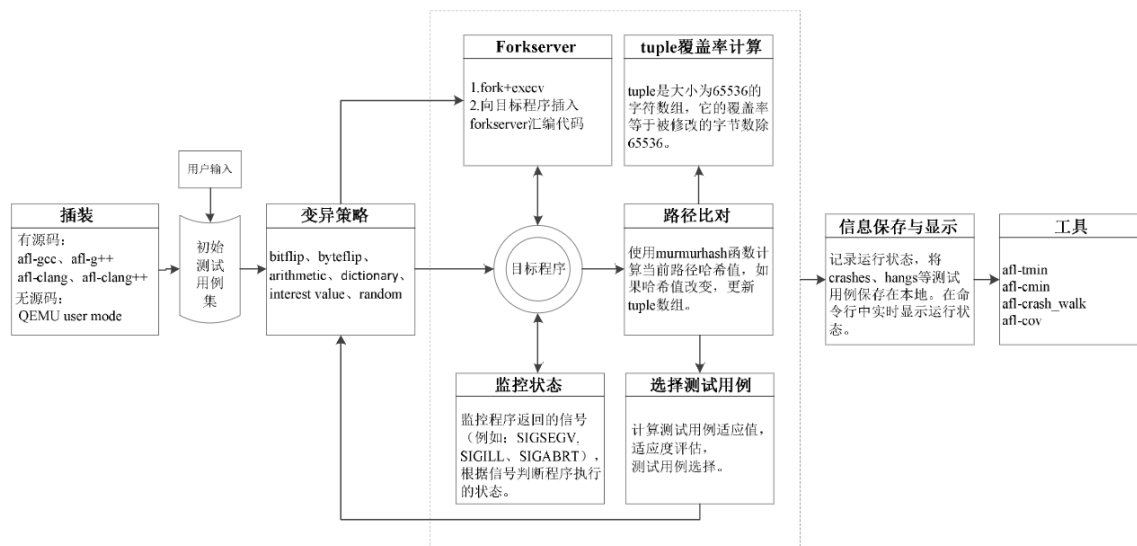 用户输入
插装
有源码：
afl-gcc、afl-g++
afl-clang、afl-clang++
无源码：
QEMU user mode
初始
测试
用例
集
变异策略
bitflip、byteflip、
arithmetic、dictionary、
interest value、random
Forkserver
1.fork+execv
2.向目标程序插入
forkserver汇编代码
目标程序
监控状态
监控程序返回的信号
（例如：SIGSEGV,
SIGILL、SIGABRT），
根据信号判断程序执行
的状态。
tuple覆盖率计算
tuple是大小为65536的
字符数组，它的覆盖率
等于被修改的字节数除
65536。
路径比对
使用murmurhash函数计
算当前路径哈希值，如
果哈希值改变，更新
tuple数组。
选择测试用例
计算测试用例适应值，
适应度评估，
测试用例选择。
信息保存与显示
记录运行状态，将
crashes、hangs等测试
用例保存在本地。在命
令行中实时显示运行状
态。
工具
afl-tmin
afl-cmin
afl-crash_walk
afl-cov